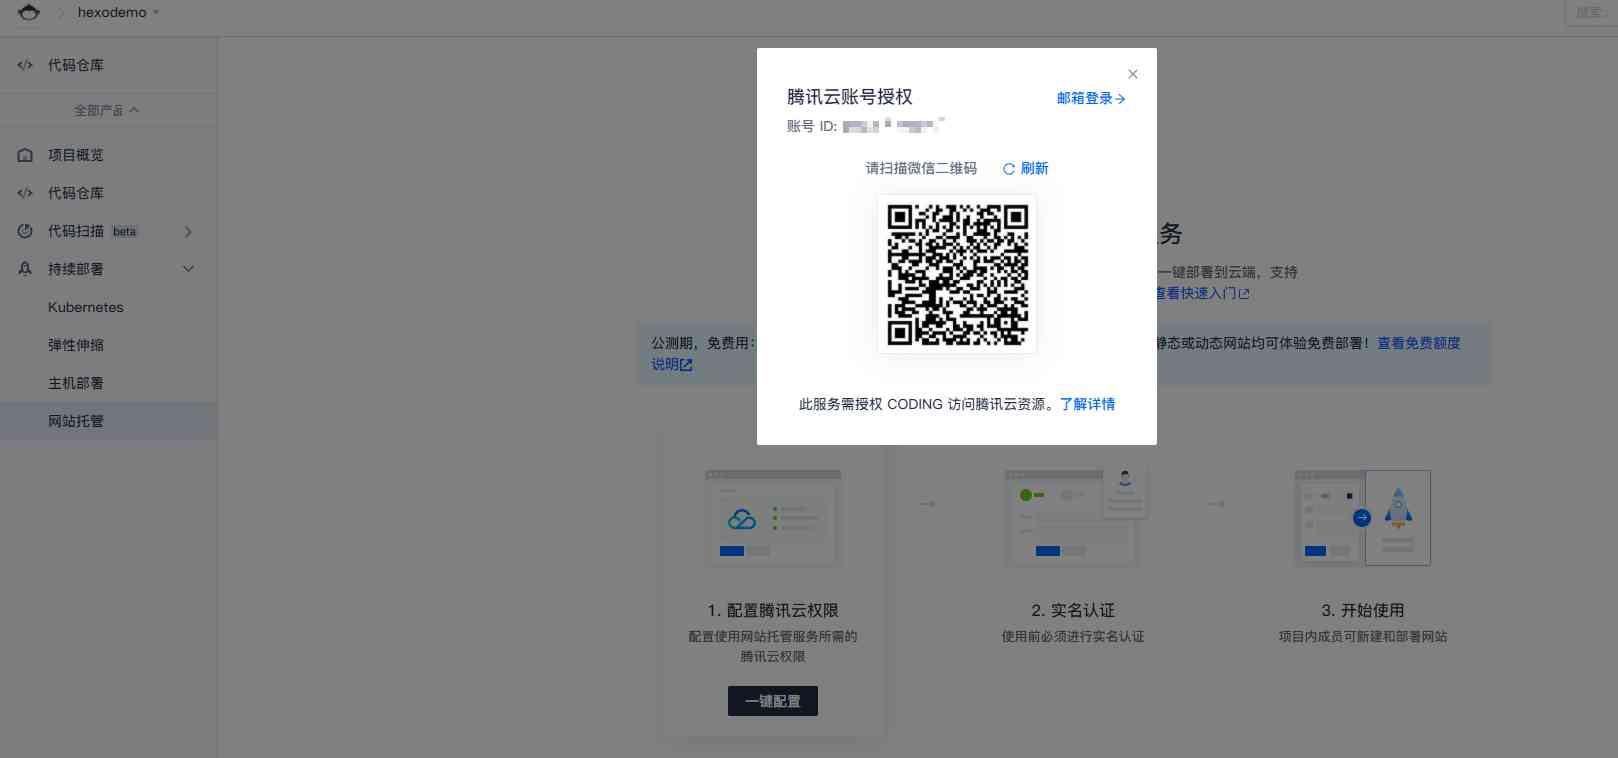 hexodemo
搜索...
代码仓库
全部产品
项目概览
代码仓库
代码扫描 beta
持续部署
Kubernetes
弹性伸缩
主机部署
网站托管
腾讯云账号授权
邮箱登录
账号 ID:
请扫描微信二维码
刷新
此服务需授权 CODING 访问腾讯云资源。了解详情
务
一键部署到云端，支持
查看快速入门
公测期，免费用：
静态或动态网站均可体验免费部署！查看免费额度
说明
1. 配置腾讯云权限
配置使用网站托管服务所需的
腾讯云权限
一键配置
2. 实名认证
使用前必须进行实名认证
3. 开始使用
项目内成员可新建和部署网站